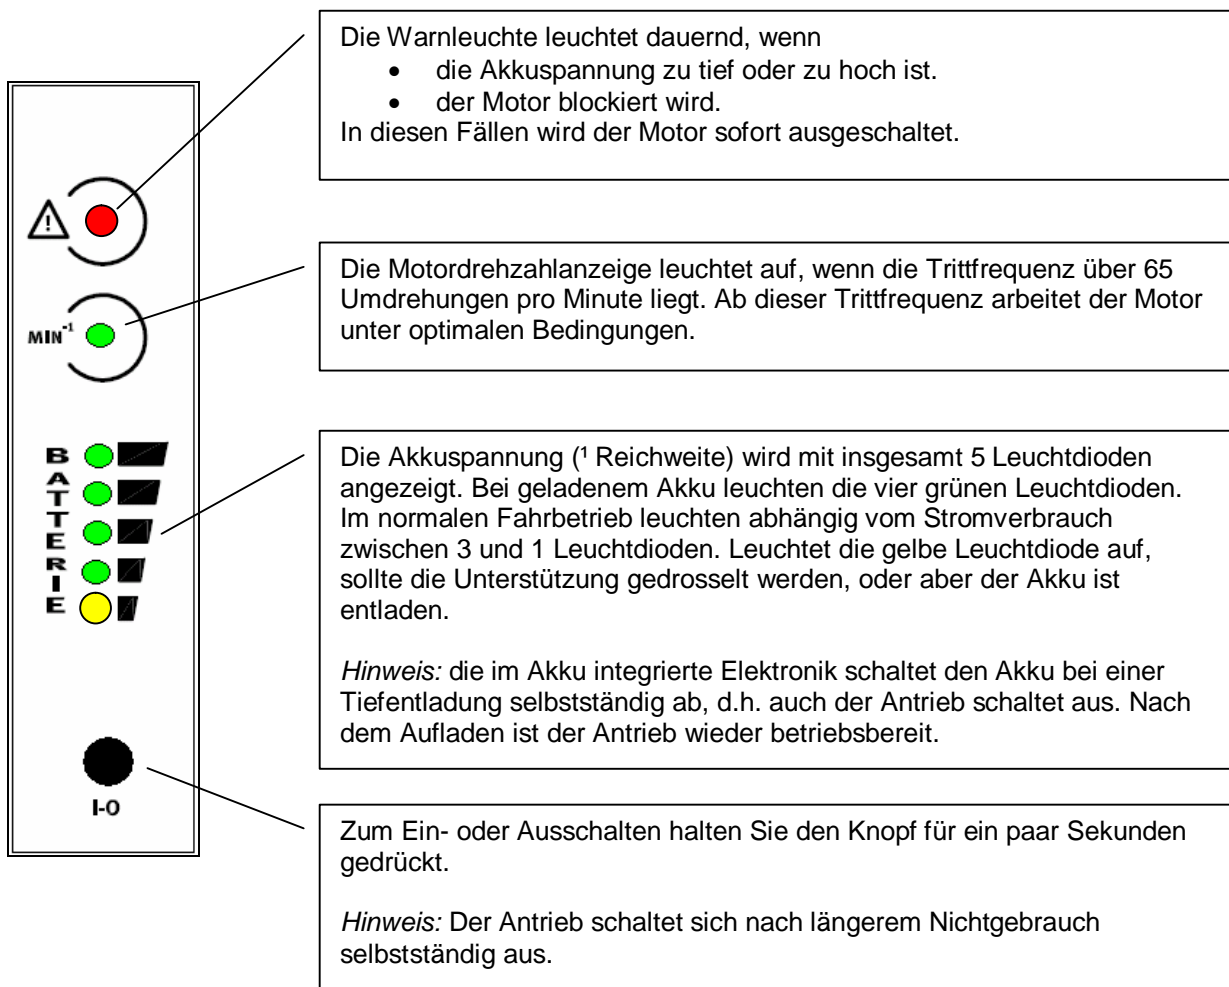 Die Warnleuchte leuchtet dauernd, wenn
• die Akkuspannung zu tief oder zu hoch ist.
• der Motor blockiert wird.
In diesen Fällen wird der Motor sofort ausgeschaltet.
!
Die Motordrehzahlanzeige leuchtet auf, wenn die Trittfrequenz über 65
Umdrehungen pro Minute liegt. Ab dieser Trittfrequenz arbeitet der Motor
unter optimalen Bedingungen.
MIN⁻¹
Die Akkuspannung (¹ Reichweite) wird mit insgesamt 5 Leuchtdioden
angezeigt. Bei geladenem Akku leuchten die vier grünen Leuchtdioden.
Im normalen Fahrbetrieb leuchten abhängig vom Stromverbrauch
zwischen 3 und 1 Leuchtdioden. Leuchtet die gelbe Leuchtdiode auf,
sollte die Unterstützung gedrosselt werden, oder aber der Akku ist
entladen.
Hinweis: die im Akku integrierte Elektronik schaltet den Akku bei einer
Tiefentladung selbstständig ab, d.h. auch der Antrieb schaltet aus. Nach
dem Aufladen ist der Antrieb wieder betriebsbereit.
BATTERIE
Zum Ein- oder Ausschalten halten Sie den Knopf für ein paar Sekunden
gedrückt.
Hinweis: Der Antrieb schaltet sich nach längerem Nichtgebrauch
selbstständig aus.
I-O